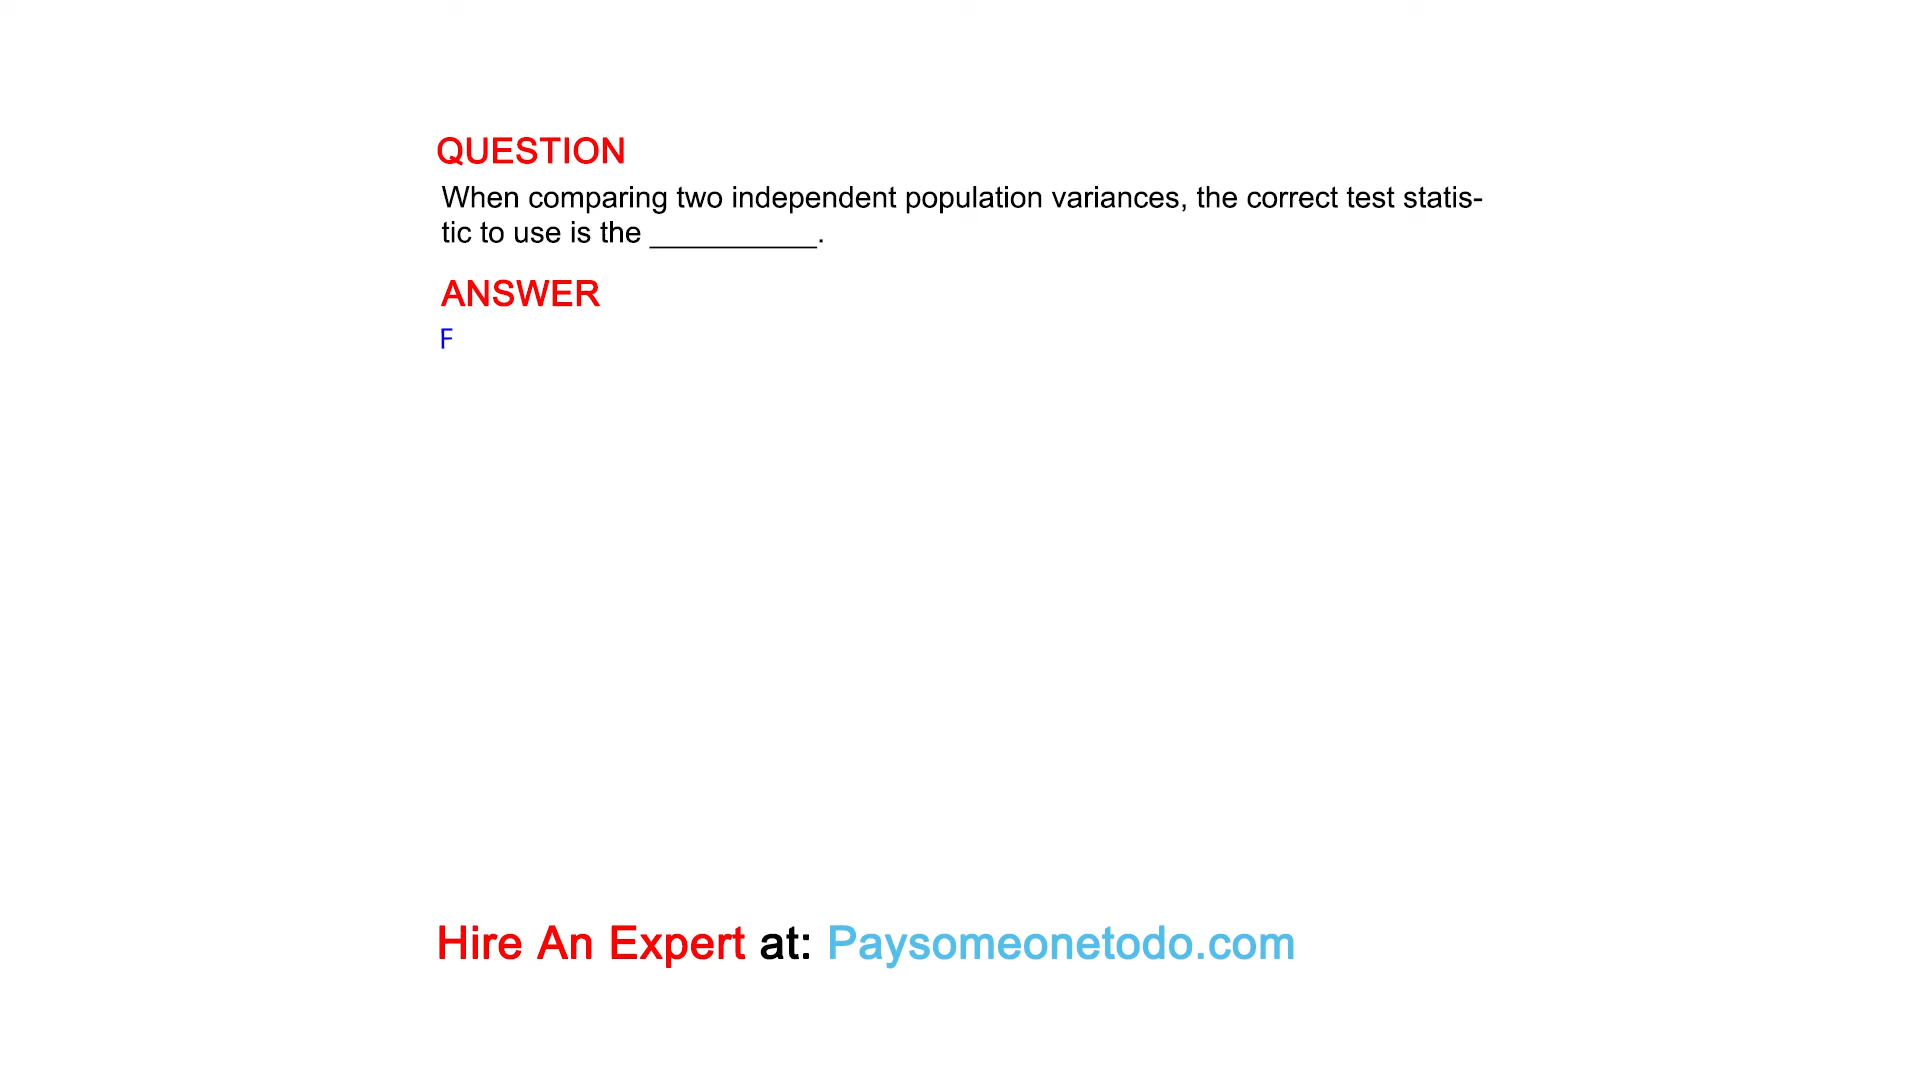 QUESTION
When comparing two independent population variances, the correct test statis-
tic to use is the ___________.
ANSWER
F
Hire An Expert at: Paysomeonetodo.com